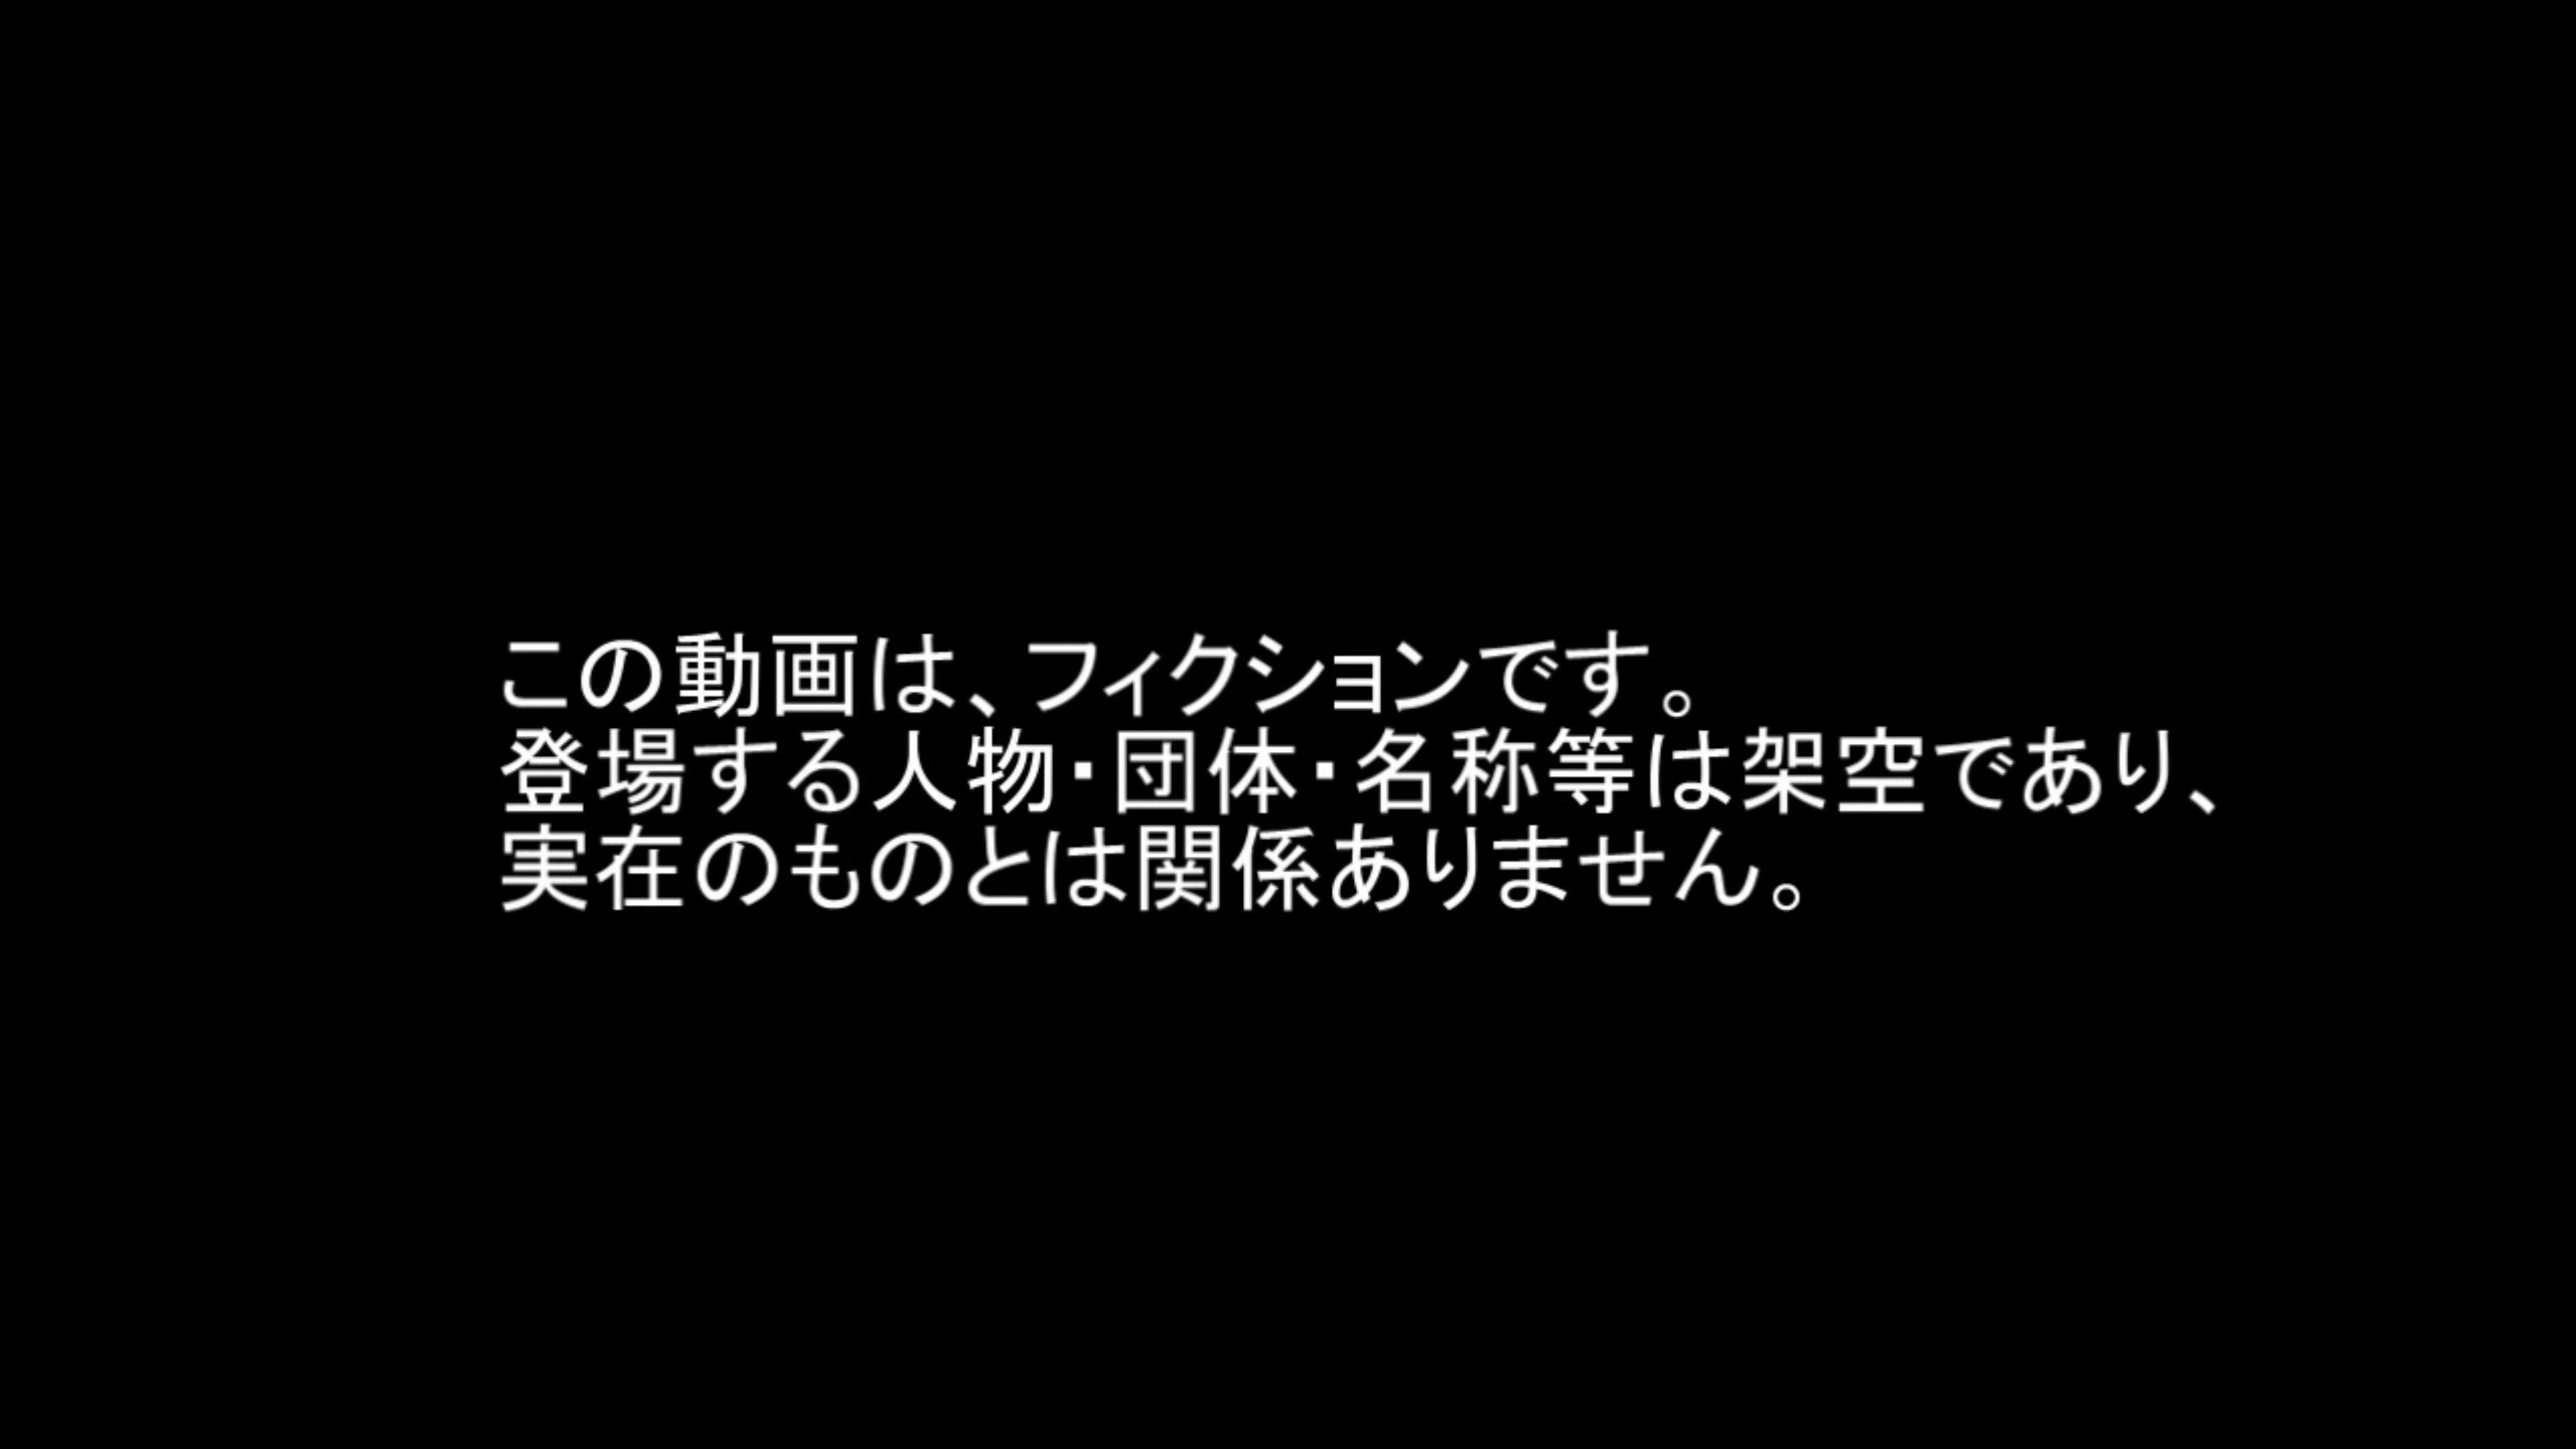 この動画は、フィクションです。
登場する人物・団体・名称等は架空であり、
実在のものとは関係ありません。